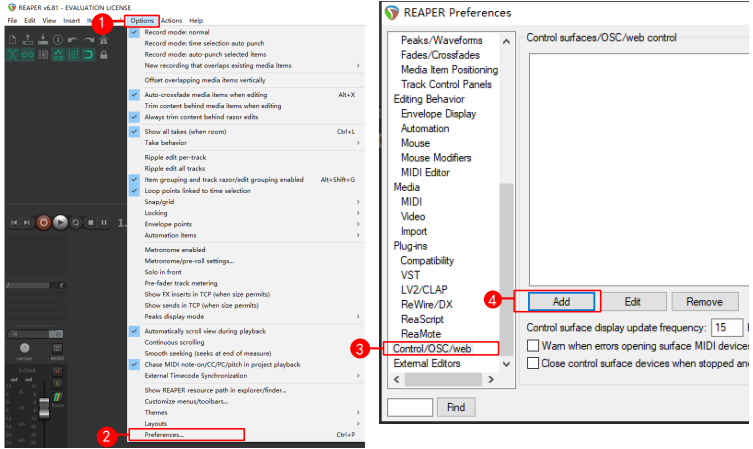 REAPER v6.81 - EVALUATION LICENSE
File Edit View Insert Options Actions Help
1
Record mode: normal
Record mode: time selection auto punch
Record mode: auto-punch selected items
New recording that overlaps existing media items
Offset overlapping media items vertically
Auto-crossfade media items when editing Alt+X
Trim content behind media items when editing
Always trim content behind razor edits
Show all takes (when room) Ctrl+L
Take behavior
Ripple edit per-track
Ripple edit all tracks
Item grouping and track razor/edit grouping enabled Alt+Shift+G
Loop points linked to time selection
Snap/grid
Locking
Envelope points
Automation items
1.
Metronome enabled
Metronome/pre-roll settings...
Solo in front
Pre-fader track metering
Show FX inserts in TCP (when size permits)
Show sends in TCP (when size permits)
Peaks display mode
Automatically scroll view during playback
Continuous scrolling
Smooth seeking (seeks at end of measure)
Chase MIDI note-on/CC/PC/pitch in project playback
External Timecode Synchronization
Show REAPER resource path in explorer/finder...
Customize menus/toolbars...
Themes
Layouts
2
Preferences... Ctrl+P
center MONO
S
REAPER Preferences
Peaks/Waveforms
Fades/Crossfades
Media Item Positioning
Track Control Panels
Editing Behavior
Envelope Display
Automation
Mouse
Mouse Modifiers
MIDI Editor
Media
MIDI
Video
Import
Plug-ins
Compatibility
VST
LV2/CLAP
ReWire/DX
ReaScript
ReaMote
3
Control/OSC/web
External Editors
Find
Control surfaces/OSC/web control
4
Add Edit Remove
Control surface display update frequency: 15
Warn when errors opening surface MIDI devices
Close control surface devices when stopped and